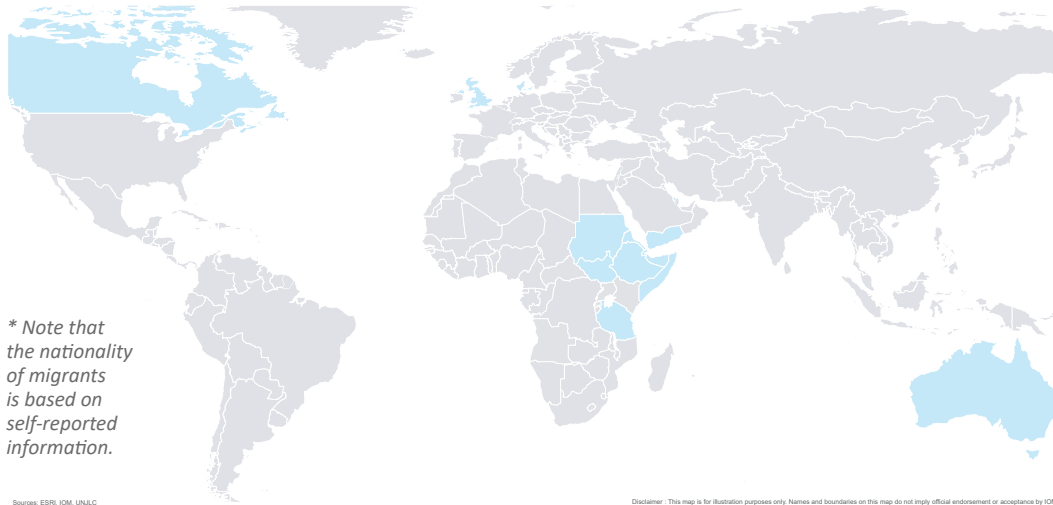 * Note that
the nationality
of migrants
is based on
self-reported
information.
Sources: ESRI, IOM, UNJLC
Disclaimer : This map is for illustration purposes only. Names and boundaries on this map do not imply official endorsement or acceptance by IOM